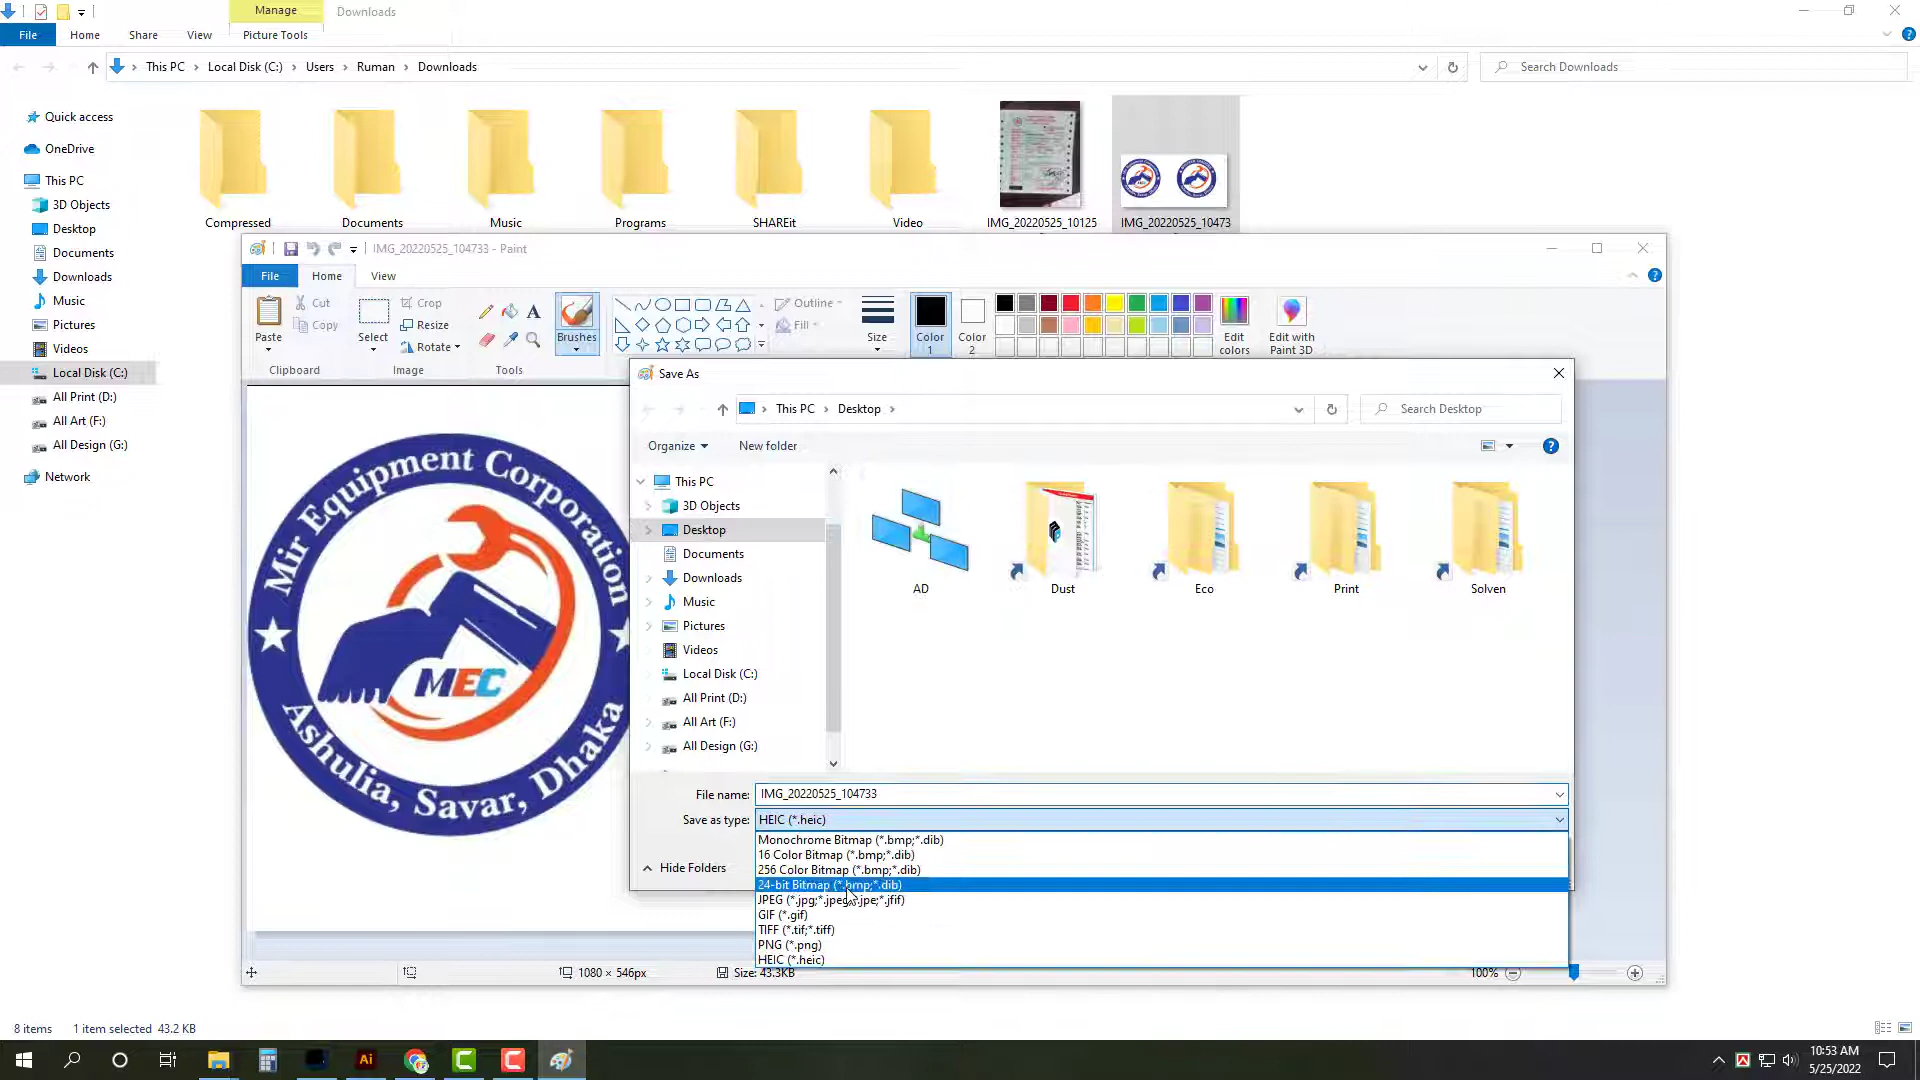 Manage
Downloads
File
Home
Share
View
Picture Tools
This PC
Local Disk (C:)
Users
Ruman
Downloads
Search Downloads
Quick access
OneDrive
This PC
3D Objects
Desktop
Documents
Downloads
Music
Pictures
Videos
Local Disk (C:)
All Print (D:)
All Art (F:)
All Design (G:)
Network
Compressed
Documents
Music
Programs
SHAREit
Video
IMG_20220525_10125
IMG_20220525_10473
IMG_20220525_104733 - Paint
File
Home
View
Paste
Cut
Copy
Clipboard
Select
Crop
Resize
Rotate
Image
Tools
Brushes
Outline
Fill
Size
Color 1
Color 2
Edit colors
Edit with Paint 3D
Mir Equipment Corporation
MEC
Ashulia, Savar, Dhaka
Save As
This PC
Desktop
Search Desktop
Organize
New folder
This PC
3D Objects
Desktop
Documents
Downloads
Music
Pictures
Videos
Local Disk (C:)
All Print (D:)
All Art (F:)
All Design (G:)
AD
Dust
Eco
Print
Solven
File name: IMG_20220525_104733
Save as type: HEIC (*.heic)
Monochrome Bitmap (*.bmp;*.dib)
16 Color Bitmap (*.bmp;*.dib)
256 Color Bitmap (*.bmp;*.dib)
24-bit Bitmap (*.bmp;*.dib)
JPEG (*.jpg;*.jpeg;*.jpe;*.jfif)
GIF (*.gif)
TIFF (*.tif;*.tiff)
PNG (*.png)
HEIC (*.heic)
Hide Folders
1080 × 546px
Size: 43.3KB
100%
8 items
1 item selected 43.2 KB
Ai
10:53 AM
5/25/2022